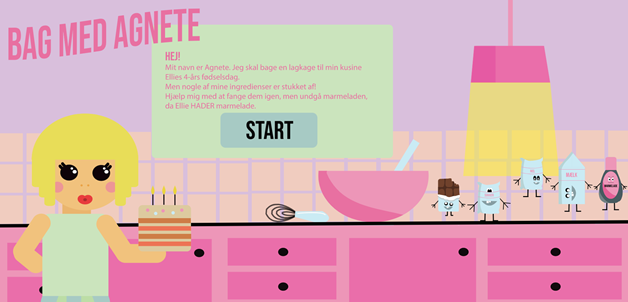 BAG MED AGNETE
HEJ!
Mit navn er Agnete. Jeg skal bage en lagkage til min kusine
Ellies 4-års fødselsdag.
Men nogle af mine ingredienser er stukket af!
Hjælp mig med at fange dem igen, men undgå marmeladen,
da Ellie HADER marmelade.
START